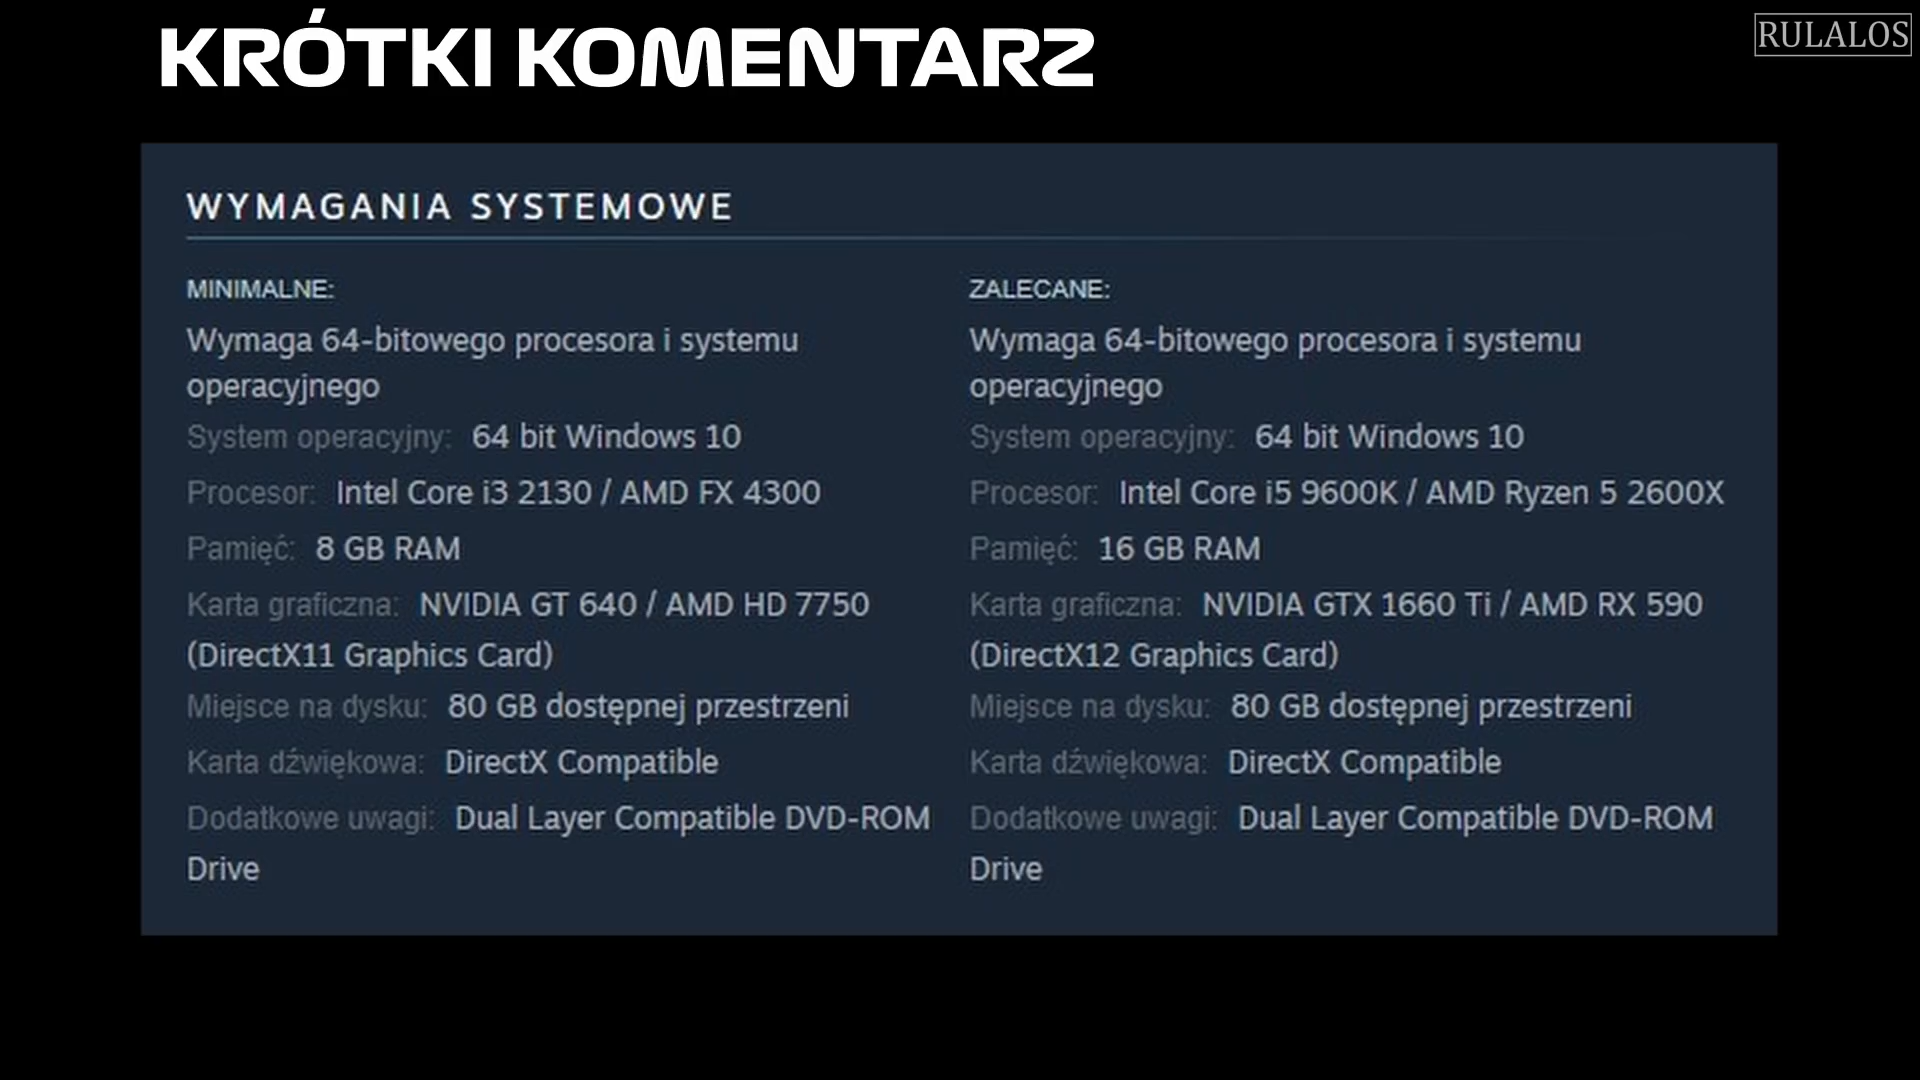 KRÓTKI KOMENTARZ
RULALOS
WYMAGANIA SYSTEMOWE
MINIMALNE:
Wymaga 64-bitowego procesora i systemu
operacyjnego
System operacyjny: 64 bit Windows 10
Procesor: Intel Core i3 2130 / AMD FX 4300
Pamięć: 8 GB RAM
Karta graficzna: NVIDIA GT 640 / AMD HD 7750
(DirectX11 Graphics Card)
Miejsce na dysku: 80 GB dostępnej przestrzeni
Karta dźwiękowa: DirectX Compatible
Dodatkowe uwagi: Dual Layer Compatible DVD-ROM
Drive
ZALECANE:
Wymaga 64-bitowego procesora i systemu
operacyjnego
System operacyjny: 64 bit Windows 10
Procesor: Intel Core i5 9600K / AMD Ryzen 5 2600X
Pamięć: 16 GB RAM
Karta graficzna: NVIDIA GTX 1660 Ti / AMD RX 590
(DirectX12 Graphics Card)
Miejsce na dysku: 80 GB dostępnej przestrzeni
Karta dźwiękowa: DirectX Compatible
Dodatkowe uwagi: Dual Layer Compatible DVD-ROM
Drive